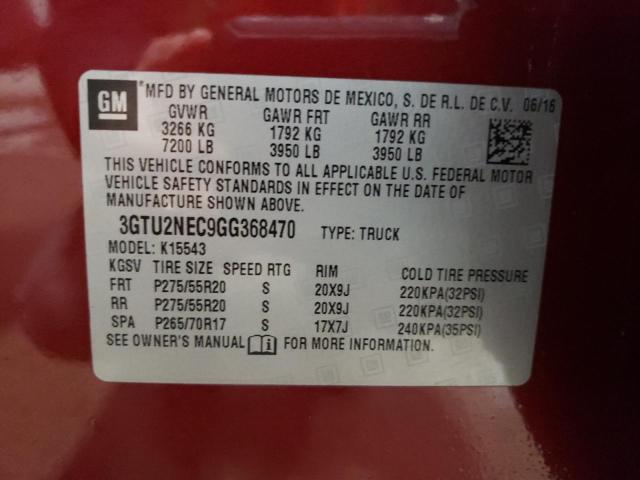 GM *MFD BY GENERAL MOTORS DE MEXICO, S. DE R.L. DE C.V. 06/16
GVWR GAWR FRT GAWR RR
3266 KG 1792 KG 1792 KG
7200 LB 3950 LB 3950 LB
THIS VEHICLE CONFORMS TO ALL APPLICABLE U.S. FEDERAL MOTOR
VEHICLE SAFETY STANDARDS IN EFFECT ON THE DATE OF
MANUFACTURE SHOWN ABOVE.
3GTU2NEC9GG368470 TYPE: TRUCK
MODEL: K15543
KGSV TIRE SIZE SPEED RTG RIM COLD TIRE PRESSURE
FRT P275/55R20 S 20X9J 220KPA(32PSI)
RR P275/55R20 S 20X9J 220KPA(32PSI)
SPA P265/70R17 S 17X7J 240KPA(35PSI)
SEE OWNER'S MANUAL FOR MORE INFORMATION.